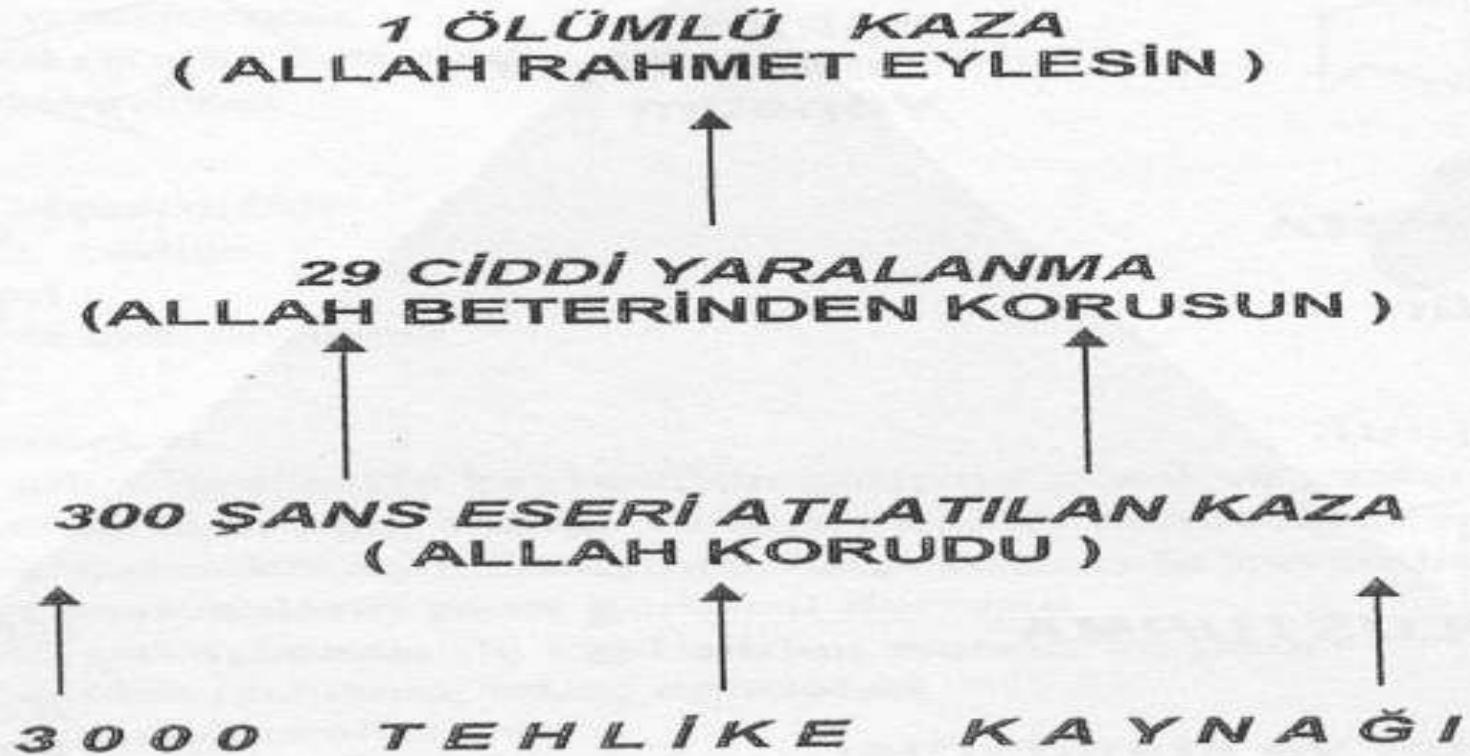 1 ÖLÜMLÜ KAZA
( ALLAH RAHMET EYLESİN )
29 CİDDİ YARALANMA
(ALLAH BETERİNDEN KORUSUN )
300 ŞANS ESERİ ATLATILAN KAZA
( ALLAH KORUDU )
3000 TEHLİKE KAYNAĞI